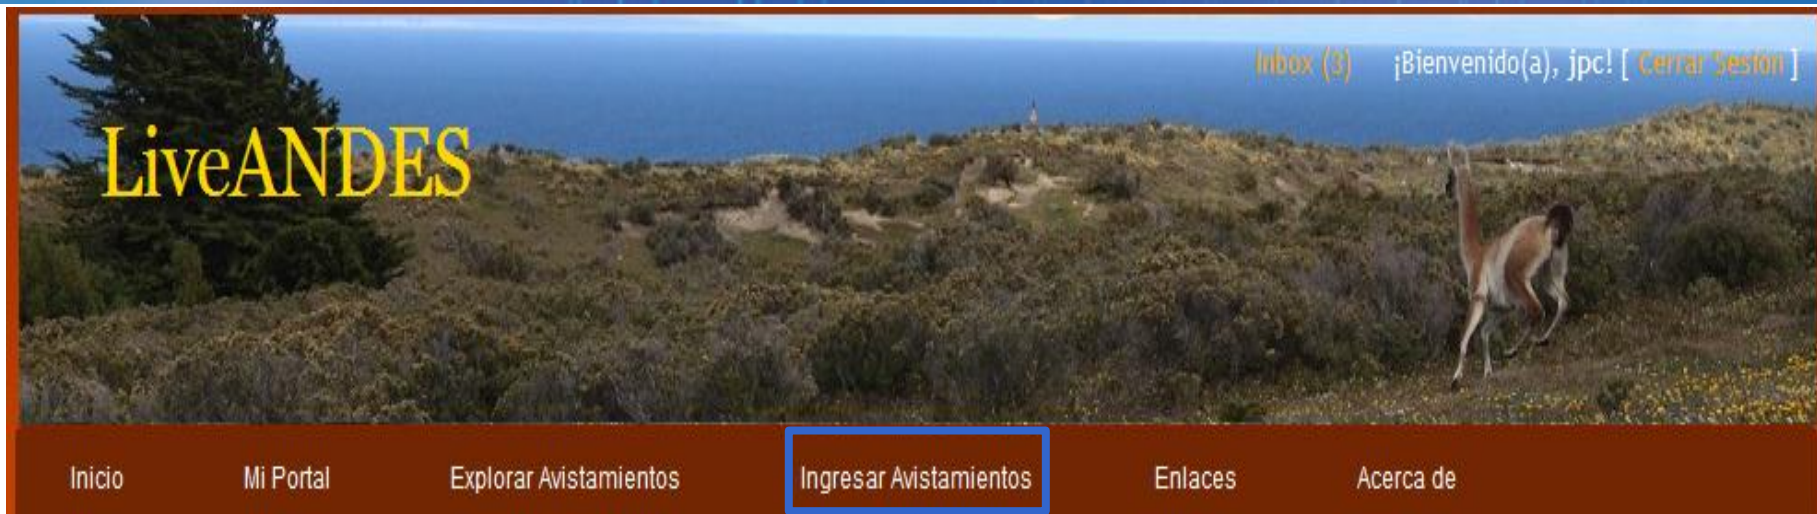 Inbox (3) ¡Bienvenido(a), jpc! [ Cerrar Sesión ]
LiveANDES
Inicio Mi Portal Explorar Avistamientos Ingresar Avistamientos Enlaces Acerca de